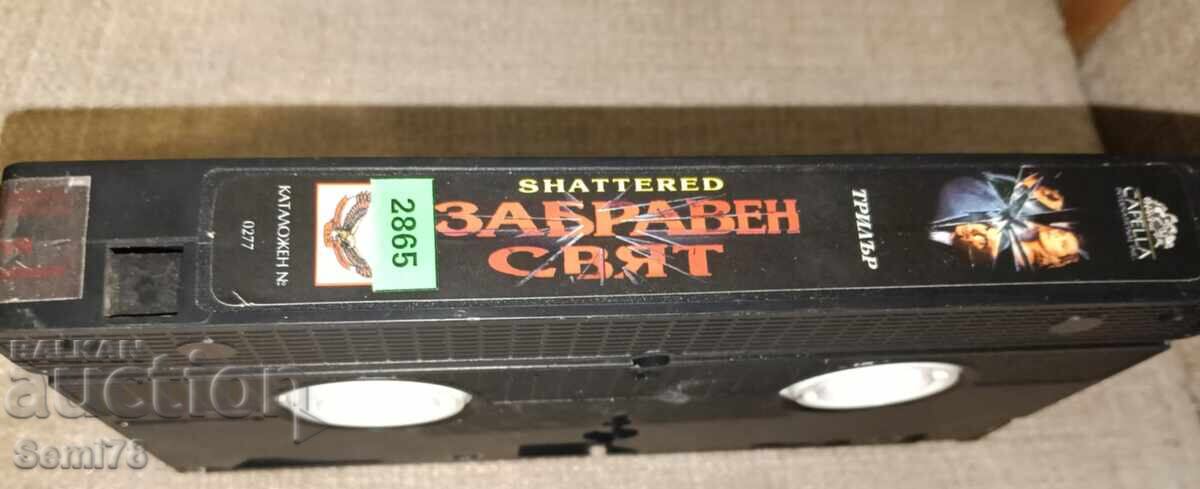 КАТАЛОЖЕН №:
0277
2865
SHATTERED
ЗАБРАВЕН
СВЯТ
ТРИЛЪР
CAPELLA
BALKAN
auction
Semi78